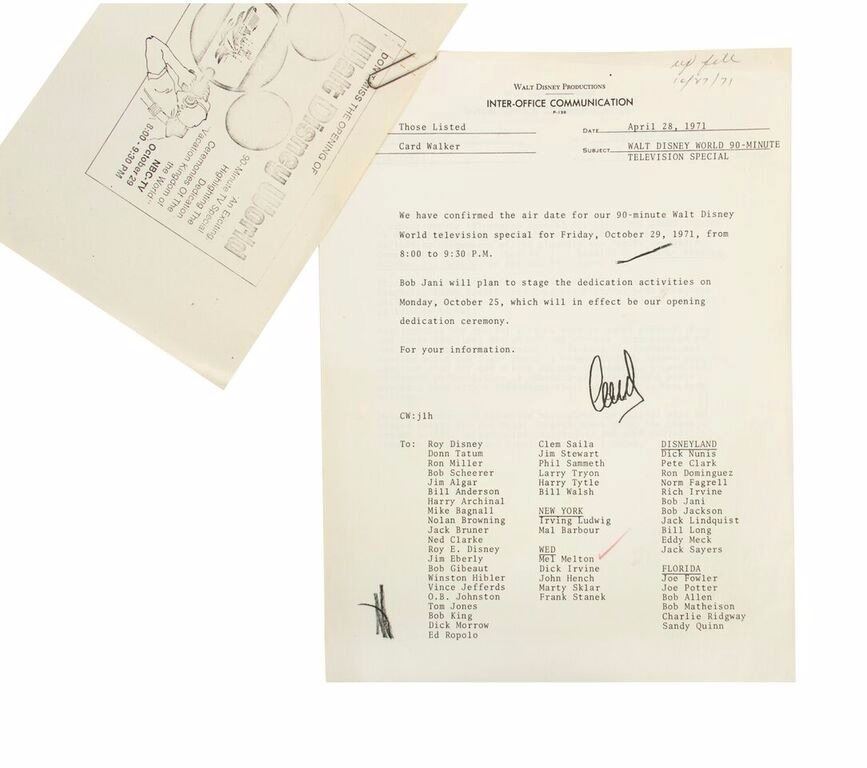 DON'T MISS THE OPENING OF
Walt Disney World
"An Exciting
90-Minute TV Special
Highlighting The
Dedication
Ceremonies Of The
Vacation Kingdom of
the World"
NBC-TV
October 29
8:00 - 9:30 PM
10/27/71
WALT DISNEY PRODUCTIONS
INTER-OFFICE COMMUNICATION
P-136
Those Listed DATE April 28, 1971
Card Walker SUBJECT WALT DISNEY WORLD 90-MINUTE
TELEVISION SPECIAL
We have confirmed the air date for our 90-minute Walt Disney
World television special for Friday, October 29, 1971, from
8:00 to 9:30 P.M.
Bob Jani will plan to stage the dedication activities on
Monday, October 25, which will in effect be our opening
dedication ceremony.
For your information.
Card
CW:jlh
To: Roy Disney
Donn Tatum
Ron Miller
Bob Scheerer
Jim Algar
Bill Anderson
Harry Archinal
Mike Bagnall
Nolan Browning
Jack Bruner
Ned Clarke
Roy E. Disney
Jim Eberly
Bob Gibeaut
Winston Hibler
Vince Jefferds
O.B. Johnston
Tom Jones
Bob King
Dick Morrow
Ed Ropolo
Clem Saila
Jim Stewart
Phil Sammeth
Larry Tryon
Harry Tytle
Bill Walsh
NEW YORK
Irving Ludwig
Mal Barbour
WED
Mel Melton
Dick Irvine
John Hench
Marty Sklar
Frank Stanek
DISNEYLAND
Dick Nunis
Pete Clark
Ron Dominguez
Norm Fagrell
Rich Irvine
Bob Jani
Bob Jackson
Jack Lindquist
Bill Long
Eddy Meck
Jack Sayers
FLORIDA
Joe Fowler
Joe Potter
Bob Allen
Bob Matheison
Charlie Ridgway
Sandy Quinn